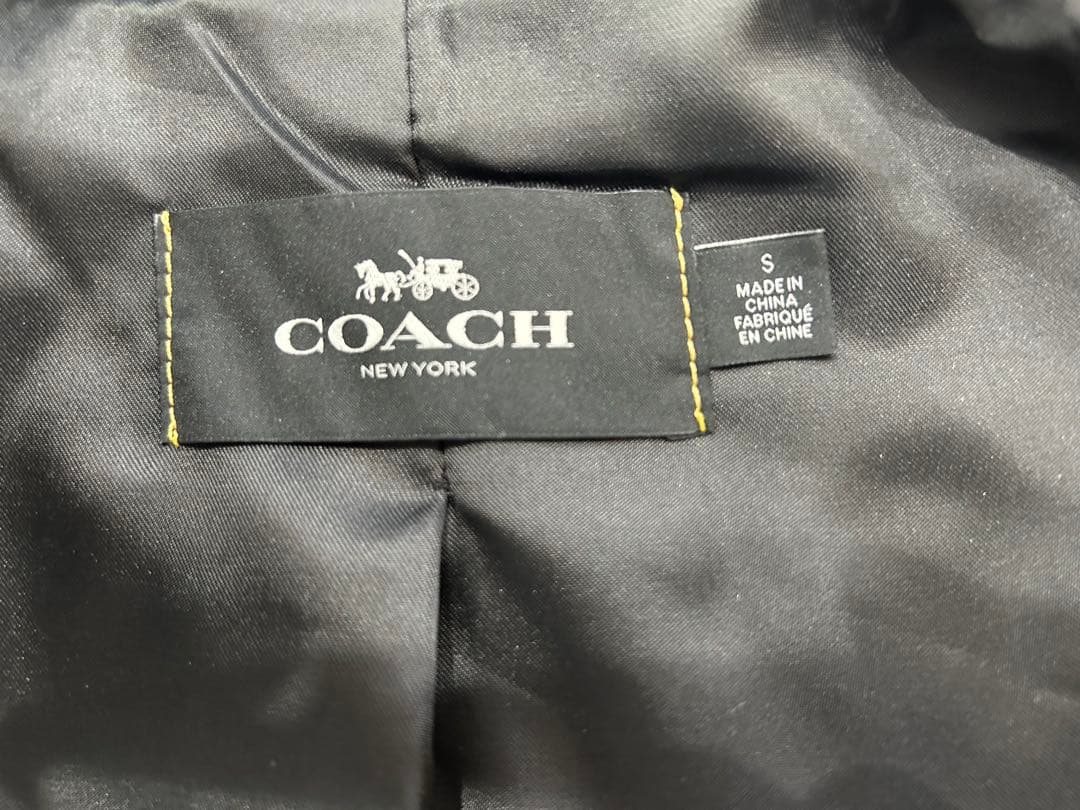 COACH
NEW YORK
S
MADE IN
CHINA
FABRIQUÉ
EN CHINE